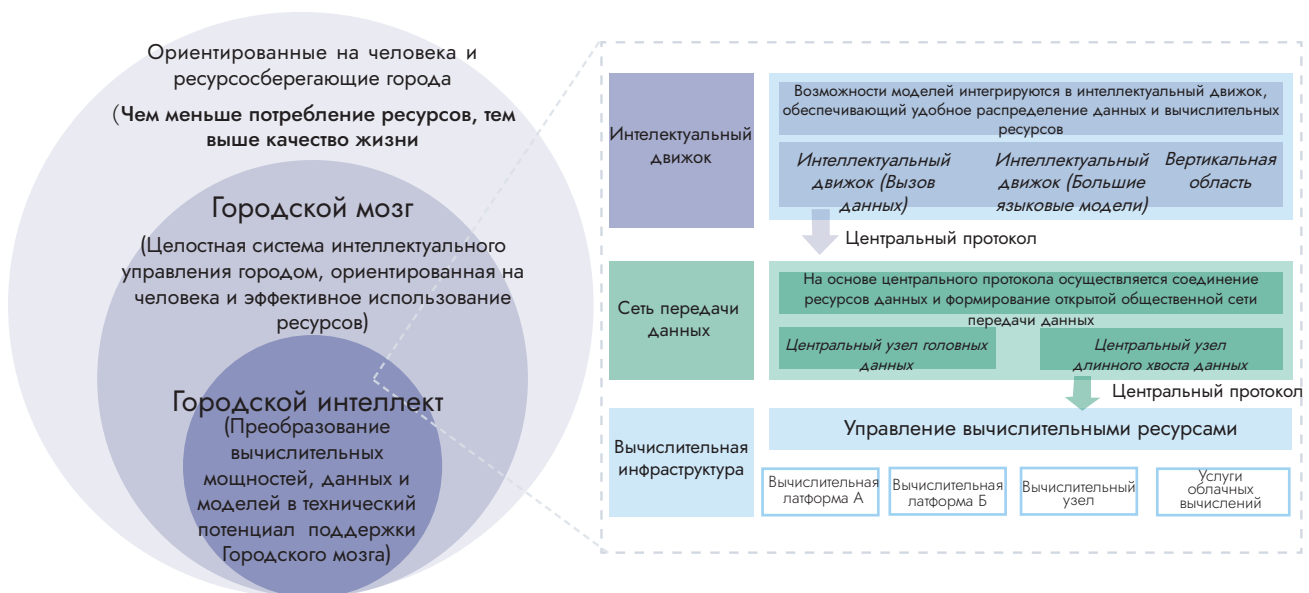 Ориентированные на человека и
ресурсосберегающие города
(Чем меньше потребление ресурсов, тем
выше качество жизни
Городской мозг
(Целостная система интеллектуального
управления городом, ориентированная на
человека и эффективное использование
ресурсов)
Городской интеллект
(Преобразование
вычислительных
мощностей, данных и
моделей в технический
потенциал поддержки
Городского мозга)
Интелектуальный
движок
Возможности моделей интегрируются в интеллектуальный движок,
обеспечивающий удобное распределение данных и вычислительных
ресурсов
Интеллектуальный
движок (Вызов
данных)
Интеллектуальный
движок (Большие
языковые модели)
Вертикальная
область
Центральный протокол
Сеть передачи
данных
На основе центрального протокола осуществляется соединение
ресурсов данных и формирование открытой общественной сети
передачи данных
Центральный узел головных
данных
Центральный узел
длинного хвоста данных
Центральный протокол
Вычислительная
инфраструктура
Управление вычислительными ресурсами
Вычислительная
латформа А
Вычислительная
латформа Б
Вычислительный
узел
Услуги
облачных
вычислений